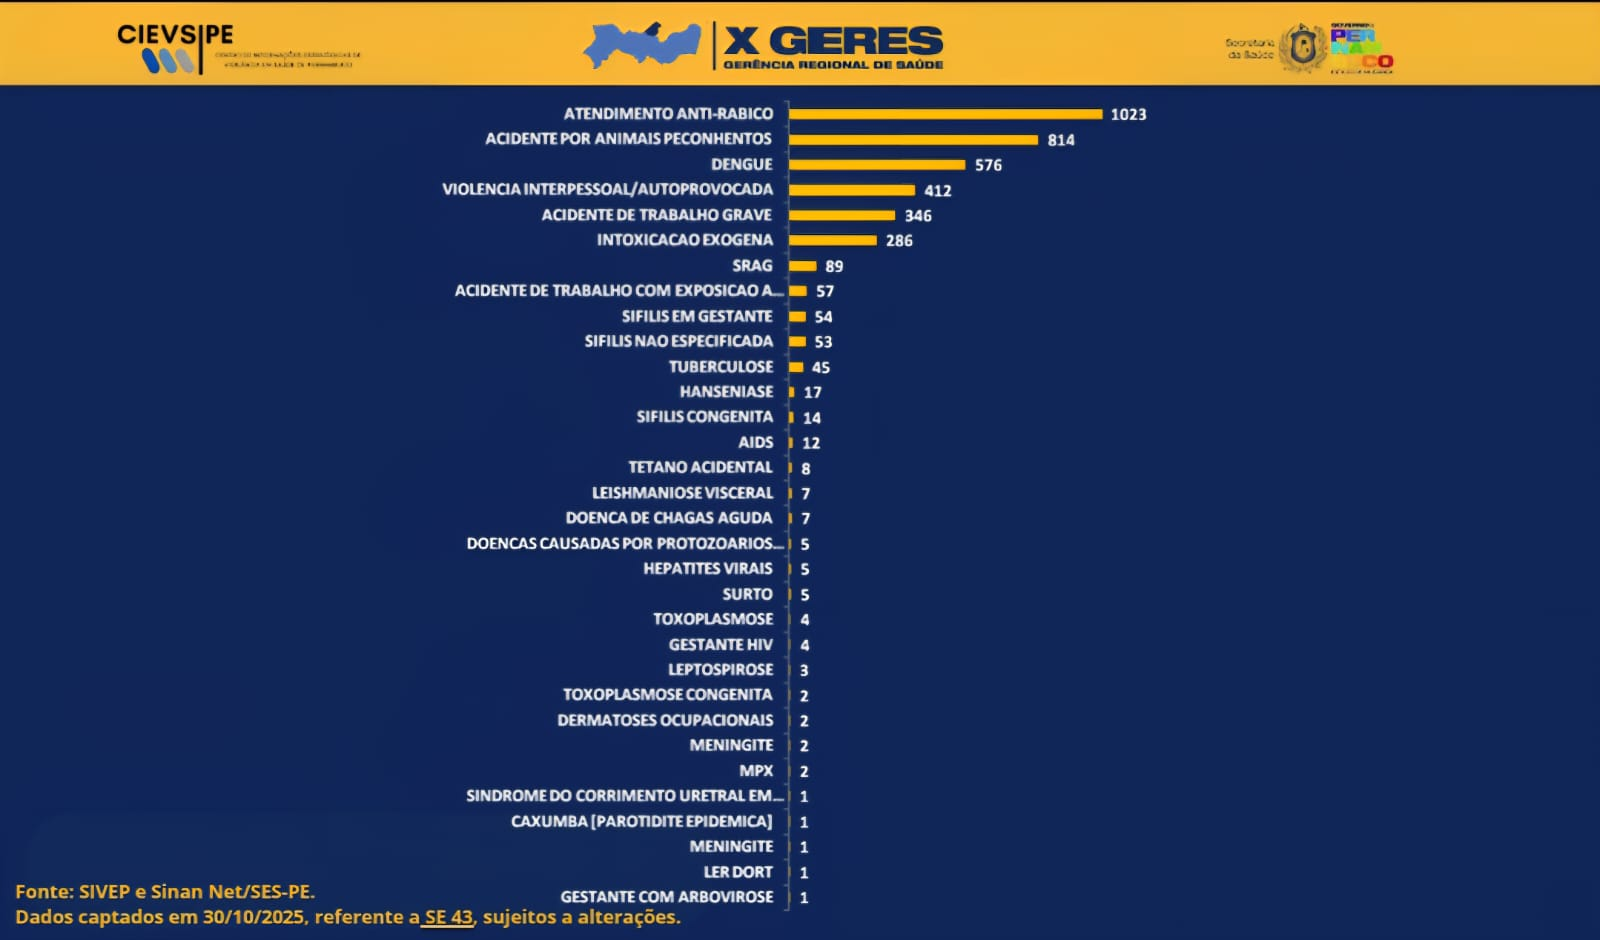 CIEVS|PE
X GERES
GERÊNCIA REGIONAL DE SAÚDE
Secretaria
de Saúde
GOVERNO
PERNAMBUCO
ATENDIMENTO ANTI-RABICO 1023
ACIDENTE POR ANIMAIS PECONHENTOS 814
DENGUE 576
VIOLENCIA INTERPESSOAL/AUTOPROVOCADA 412
ACIDENTE DE TRABALHO GRAVE 346
INTOXICACAO EXOGENA 286
SRAG 89
ACIDENTE DE TRABALHO COM EXPOSICAO A... 57
SIFILIS EM GESTANTE 54
SIFILIS NAO ESPECIFICADA 53
TUBERCULOSE 45
HANSENIASE 17
SIFILIS CONGENITA 14
AIDS 12
TETANO ACIDENTAL 8
LEISHMANIOSE VISCERAL 7
DOENCA DE CHAGAS AGUDA 7
DOENCAS CAUSADAS POR PROTOZOARIOS... 5
HEPATITES VIRAIS 5
SURTO 5
TOXOPLASMOSE 4
GESTANTE HIV 4
LEPTOSPIROSE 3
TOXOPLASMOSE CONGENITA 2
DERMATOSES OCUPACIONAIS 2
MENINGITE 2
MPX 2
SINDROME DO CORRIMENTO URETRAL EM... 1
CAXUMBA [PAROTIDITE EPIDEMICA] 1
MENINGITE 1
LER DORT 1
GESTANTE COM ARBOVIROSE 1
Fonte: SIVEP e Sinan Net/SES-PE.
Dados captados em 30/10/2025, referente a SE 43, sujeitos a alterações.